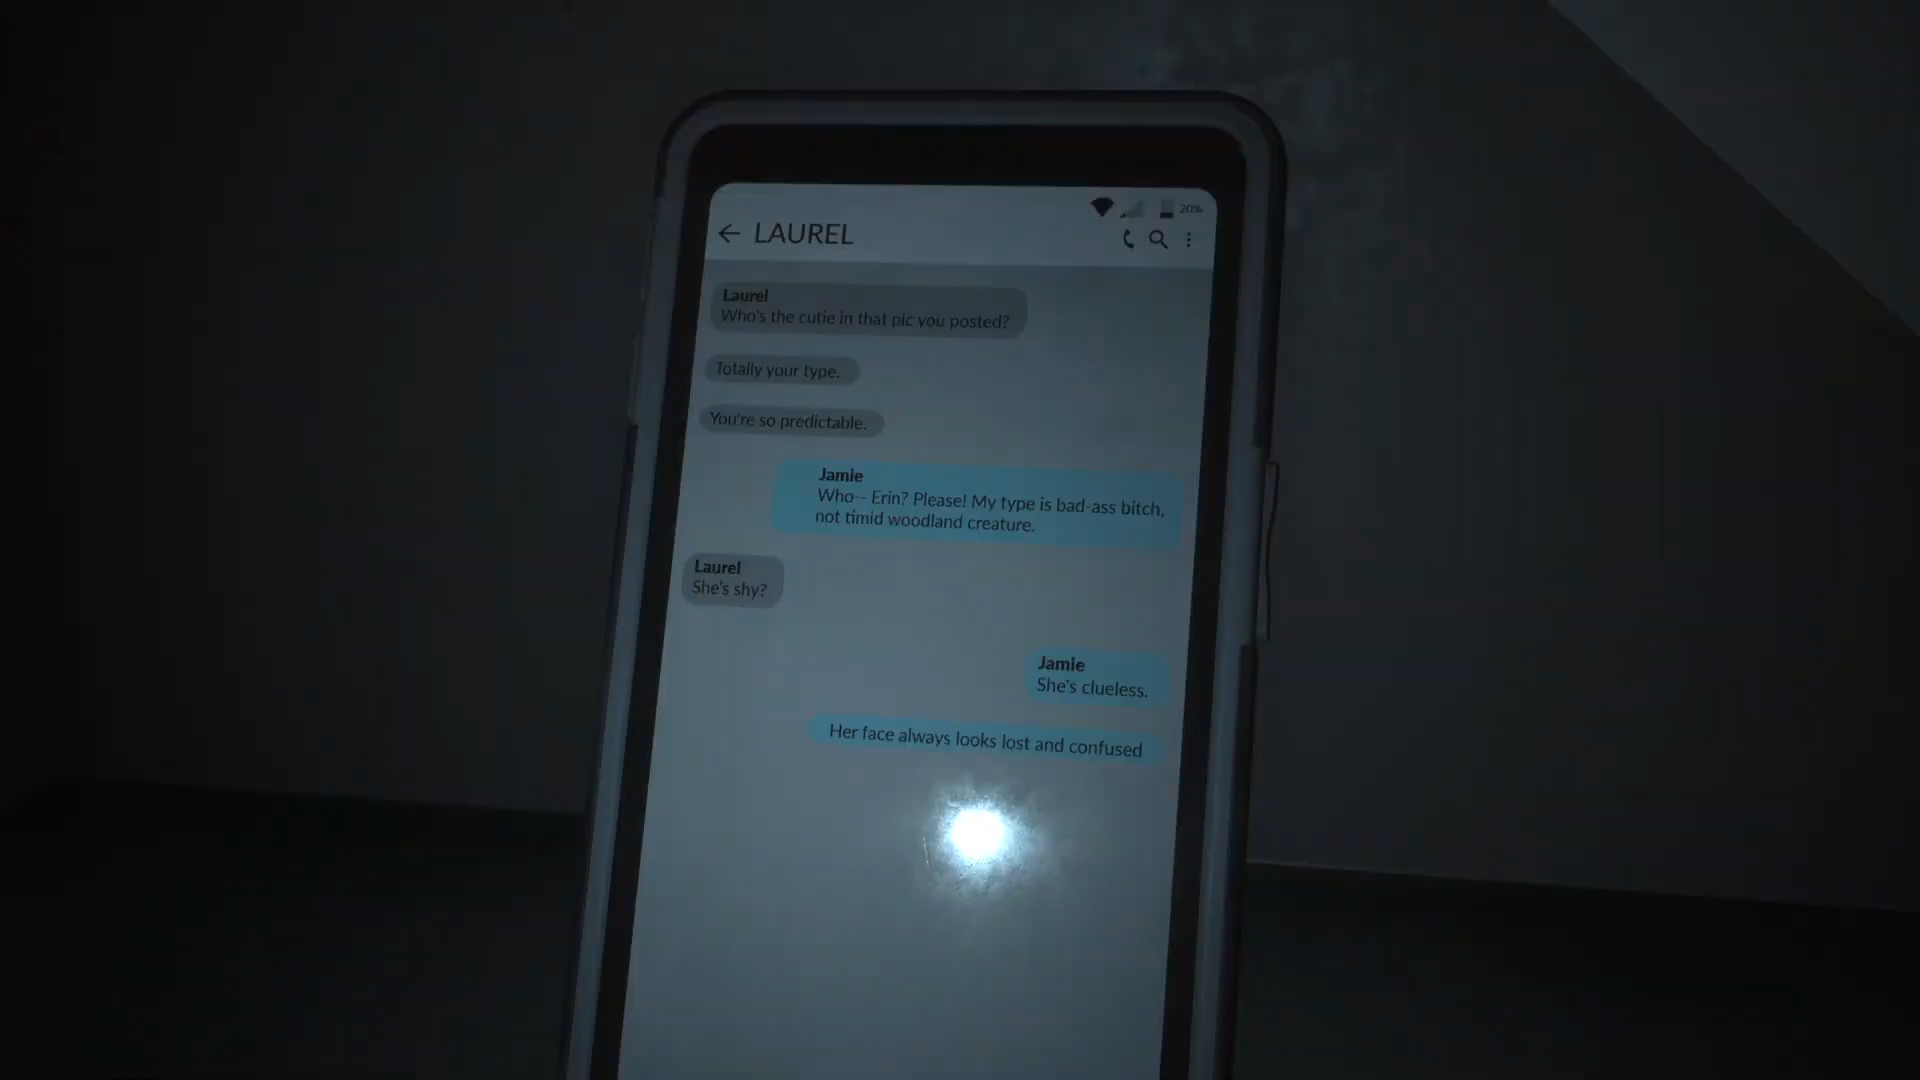 20%
LAUREL
Laurel
Who's the cutie in that pic you posted?
Totally your type.
You're so predictable.
Jamie
Who-- Erin? Please! My type is bad-ass bitch,
not timid woodland creature.
Laurel
She's shy?
Jamie
She's clueless.
Her face always looks lost and confused